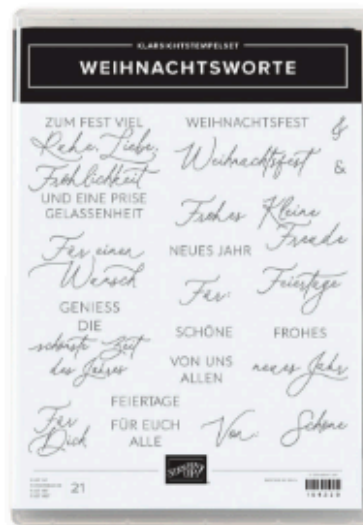 KLARSICHTSTEMPELSET
WEIHNACHTSWORTE
ZUM FEST VIEL
Ruhe, Liebe,
Fröhlichkeit
UND EINE PRISE
GELASSENHEIT
WEIHNACHTSFEST
&
Weihnachtsfest
&
Frohes
Kleine
Freude
Für einen
Wunsch
NEUES JAHR
Für:
Feiertage
GENIESS
DIE
schönste Zeit
des Jahres
SCHÖNE
FROHES
VON UNS
ALLEN
neues Jahr
FEIERTAGE
Für
Dich
FÜR EUCH
ALLE
Von:
Schöne
21
STAMPIN' UP!